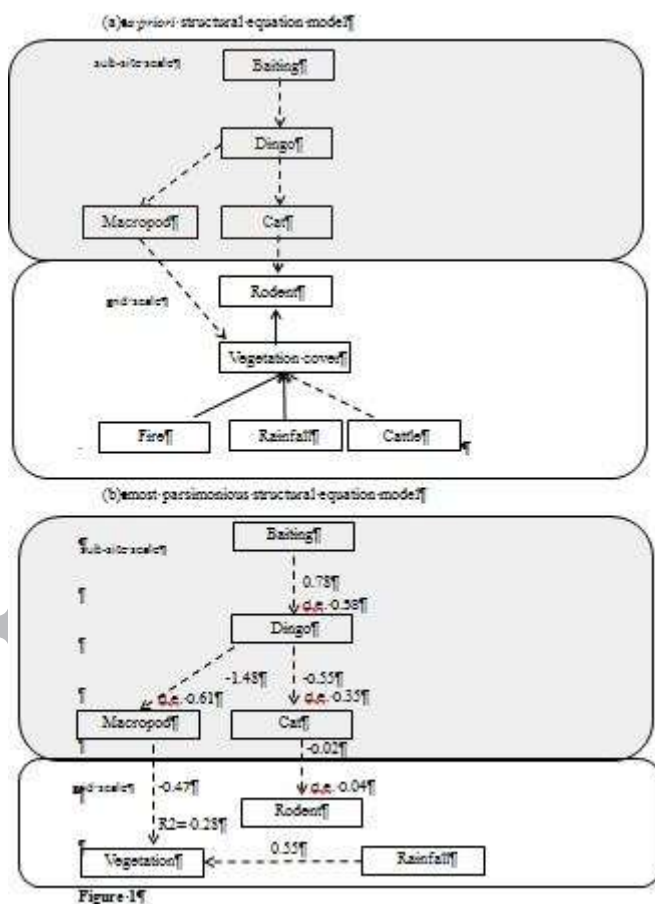 (a) a-priori·structural·equation·model¶
sub-site·scale¶
Baiting¶
Dingo¶
Macropod¶
Cat¶
grid·scale¶
Rodent¶
Vegetation·cover¶
Fire¶
Rainfall¶
Cattle¶
¶
(b) most·parsimonious·structural·equation·model¶
¶
sub-site·scale¶
Baiting¶
0.78¶
¶
d.e.·0.58¶
Dingo¶
¶
-1.48¶
-0.55¶
¶
d.e.·0.61¶
d.e.·0.35¶
Macropod¶
Cat¶
¶
-0.02¶
grid·scale¶
¶
-0.47¶
d.e.·0.04¶
Rodent¶
R2=·0.28¶
¶
0.55¶
Vegetation¶
Rainfall¶
Figure·1¶